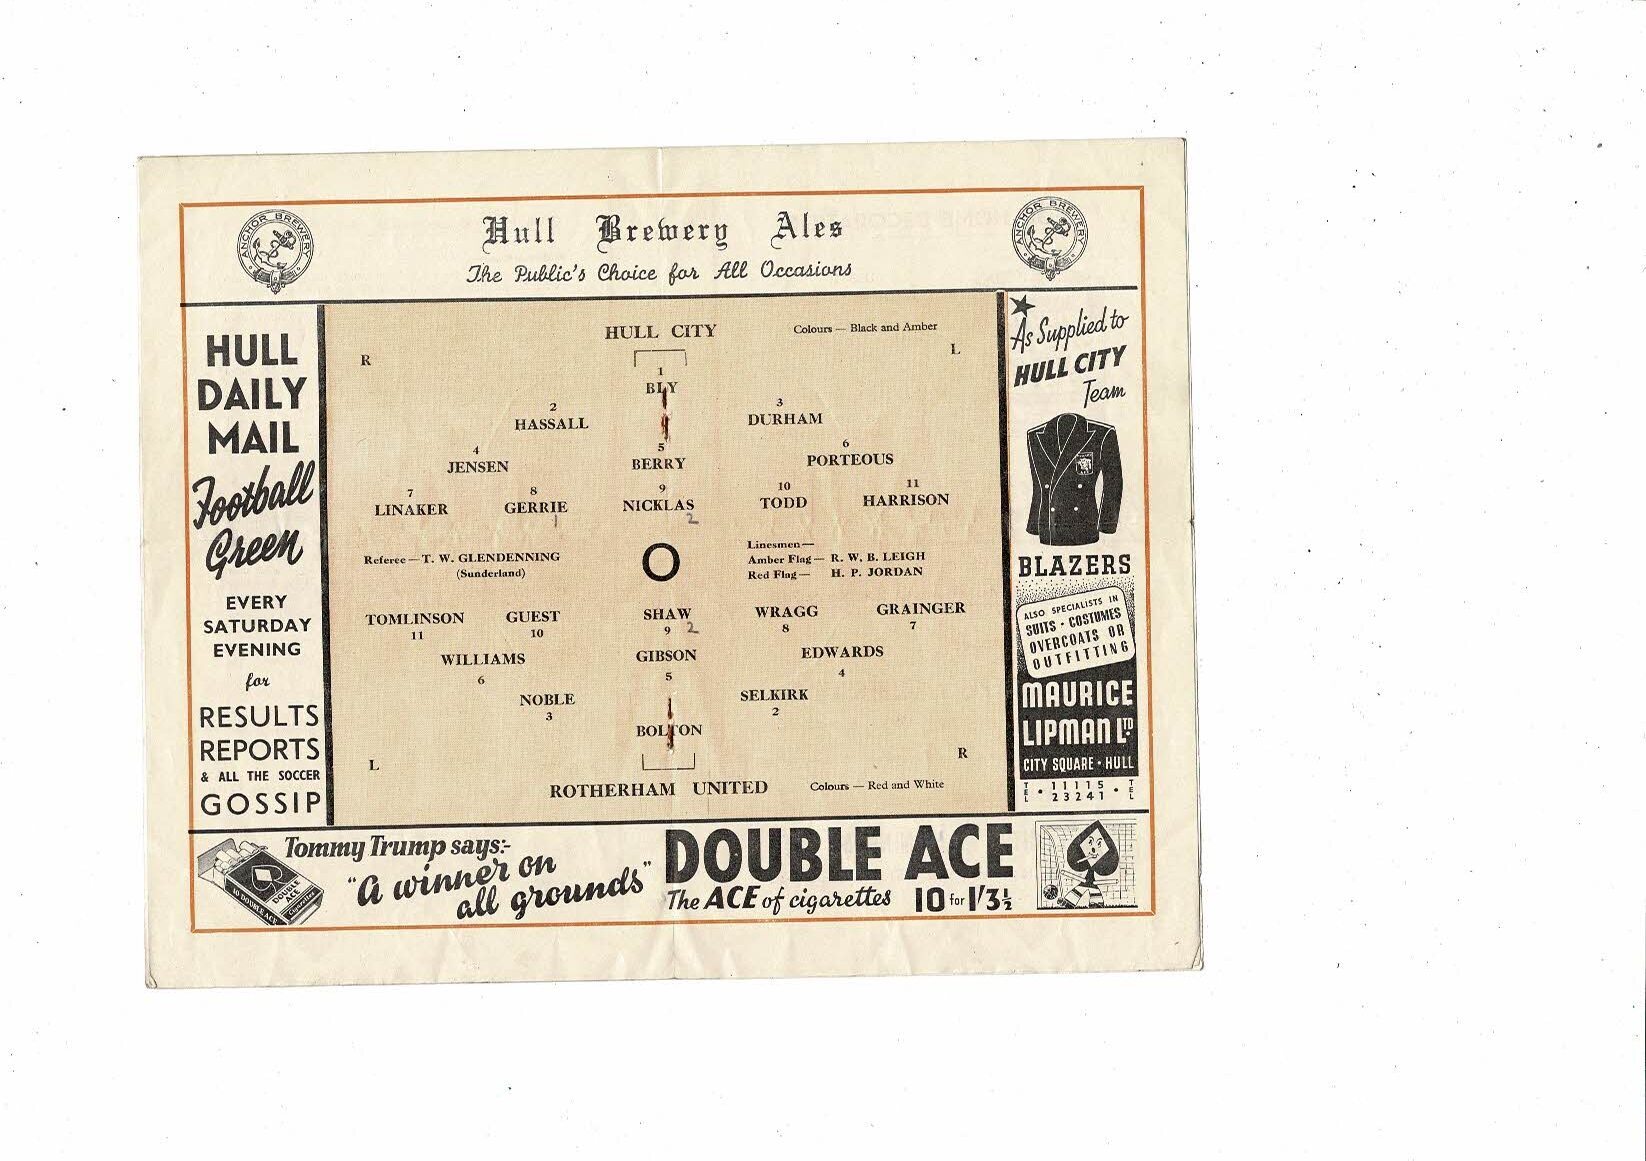 ANCHOR BREWERY
Hull Brewery Ales
The Public's Choice for All Occasions
ANCHOR BREWERY
HULL
DAILY
MAIL
Football
Green
EVERY
SATURDAY
EVENING
for
RESULTS
REPORTS
& ALL THE SOCCER
GOSSIP
HULL CITY
Colours — Black and Amber
R
L
1
BLY
2
HASSALL
3
DURHAM
4
JENSEN
5
BERRY
6
PORTEOUS
7
LINAKER
8
GERRIE
1
9
NICKLAS
2
10
TODD
11
HARRISON
Referee — T. W. GLENDENNING
(Sunderland)
O
Linesmen—
Amber Flag — R. W. B. LEIGH
Red Flag — H. P. JORDAN
TOMLINSON
11
GUEST
10
SHAW
9 2
WRAGG
8
GRAINGER
7
WILLIAMS
6
GIBSON
5
EDWARDS
4
NOBLE
3
SELKIRK
2
BOLTON
L
R
ROTHERHAM UNITED
Colours — Red and White
As Supplied to
HULL CITY
Team
BLAZERS
ALSO SPECIALISTS IN
SUITS · COSTUMES
OVERCOATS OR
OUTFITTING
MAURICE
LIPMAN LTD.
CITY SQUARE · HULL
TEL · 11115 · TEL
23241
DOUBLE ACE
10 DOUBLE ACE
Cigarettes
Tommy Trump says:-
"A winner on
all grounds"
DOUBLE ACE
The ACE of cigarettes 10 for 1/3½